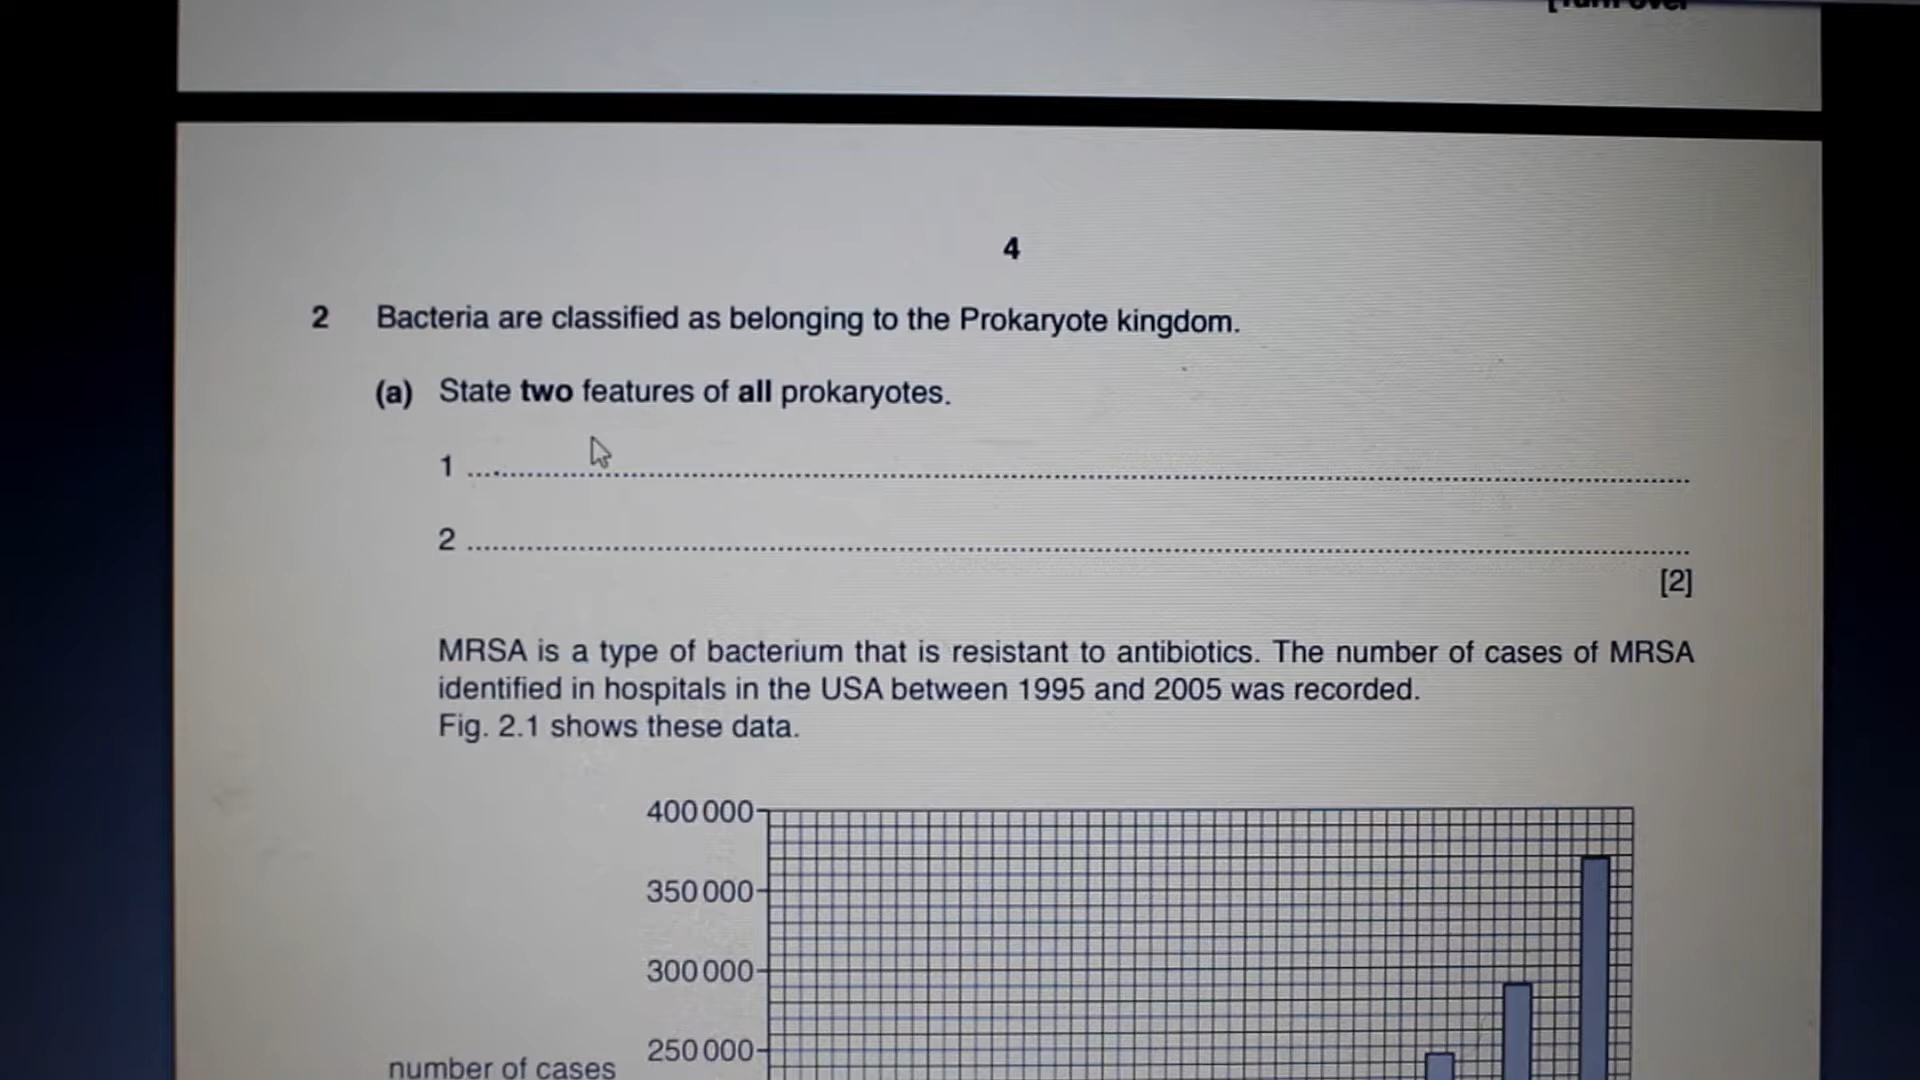 [Turn over
4
2 Bacteria are classified as belonging to the Prokaryote kingdom.
(a) State two features of all prokaryotes.
1 ........................................................................
2 ........................................................................
[2]
MRSA is a type of bacterium that is resistant to antibiotics. The number of cases of MRSA
identified in hospitals in the USA between 1995 and 2005 was recorded.
Fig. 2.1 shows these data.
400 000
350 000
300 000
250 000
number of cases